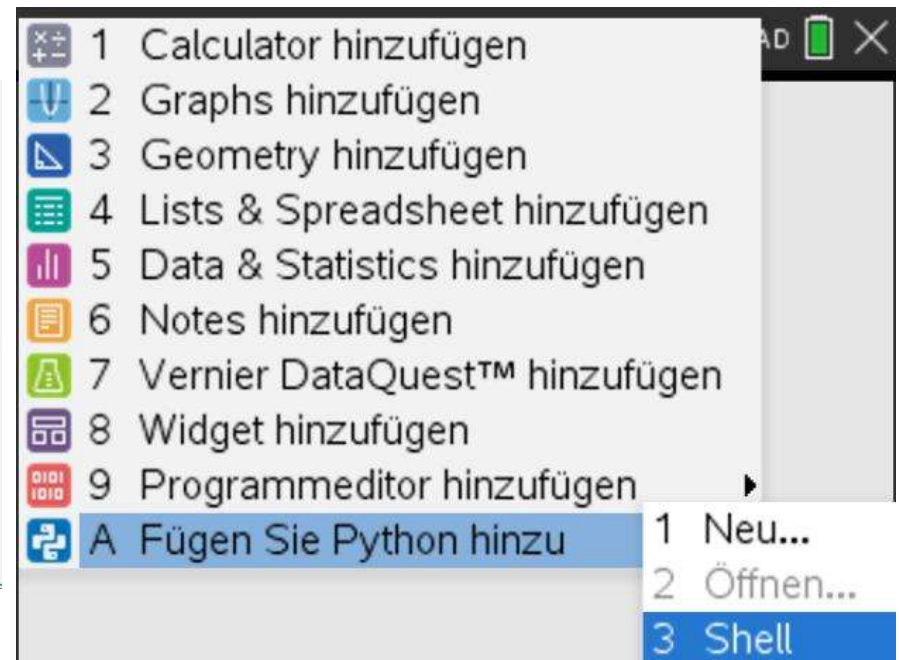 1 Calculator hinzufügen
AD
2 Graphs hinzufügen
3 Geometry hinzufügen
4 Lists & Spreadsheet hinzufügen
5 Data & Statistics hinzufügen
6 Notes hinzufügen
7 Vernier DataQuest™ hinzufügen
8 Widget hinzufügen
9 Programmeditor hinzufügen
A Fügen Sie Python hinzu
1 Neu...
2 Öffnen...
3 Shell